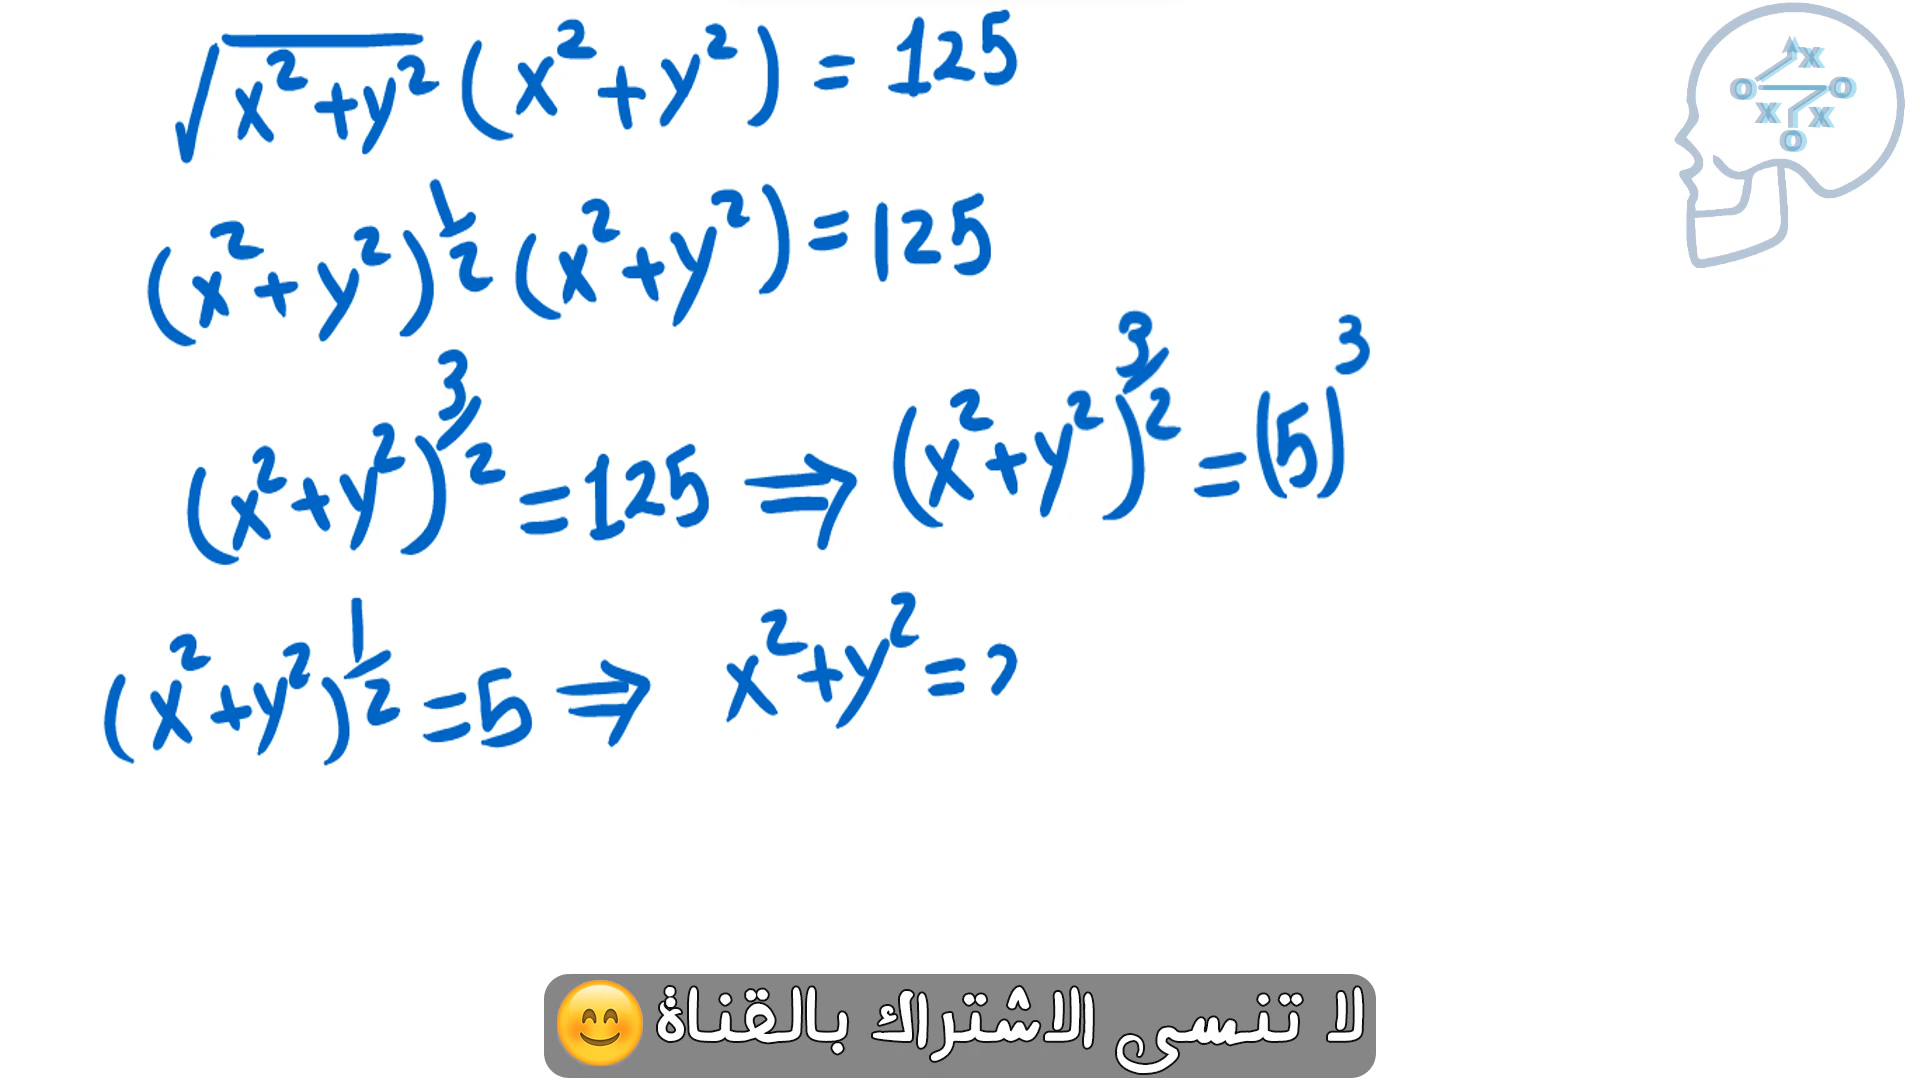 √(x²+y²) (x²+y²) = 125
(x²+y²)^½ (x²+y²) = 125
(x²+y²)^3/2 = 125 ⇒ (x²+y²)^3/2 = (5)³
(x²+y²)^½ = 5 ⇒ x²+y² =
لا تنسى الاشتراك بالقناة 😊